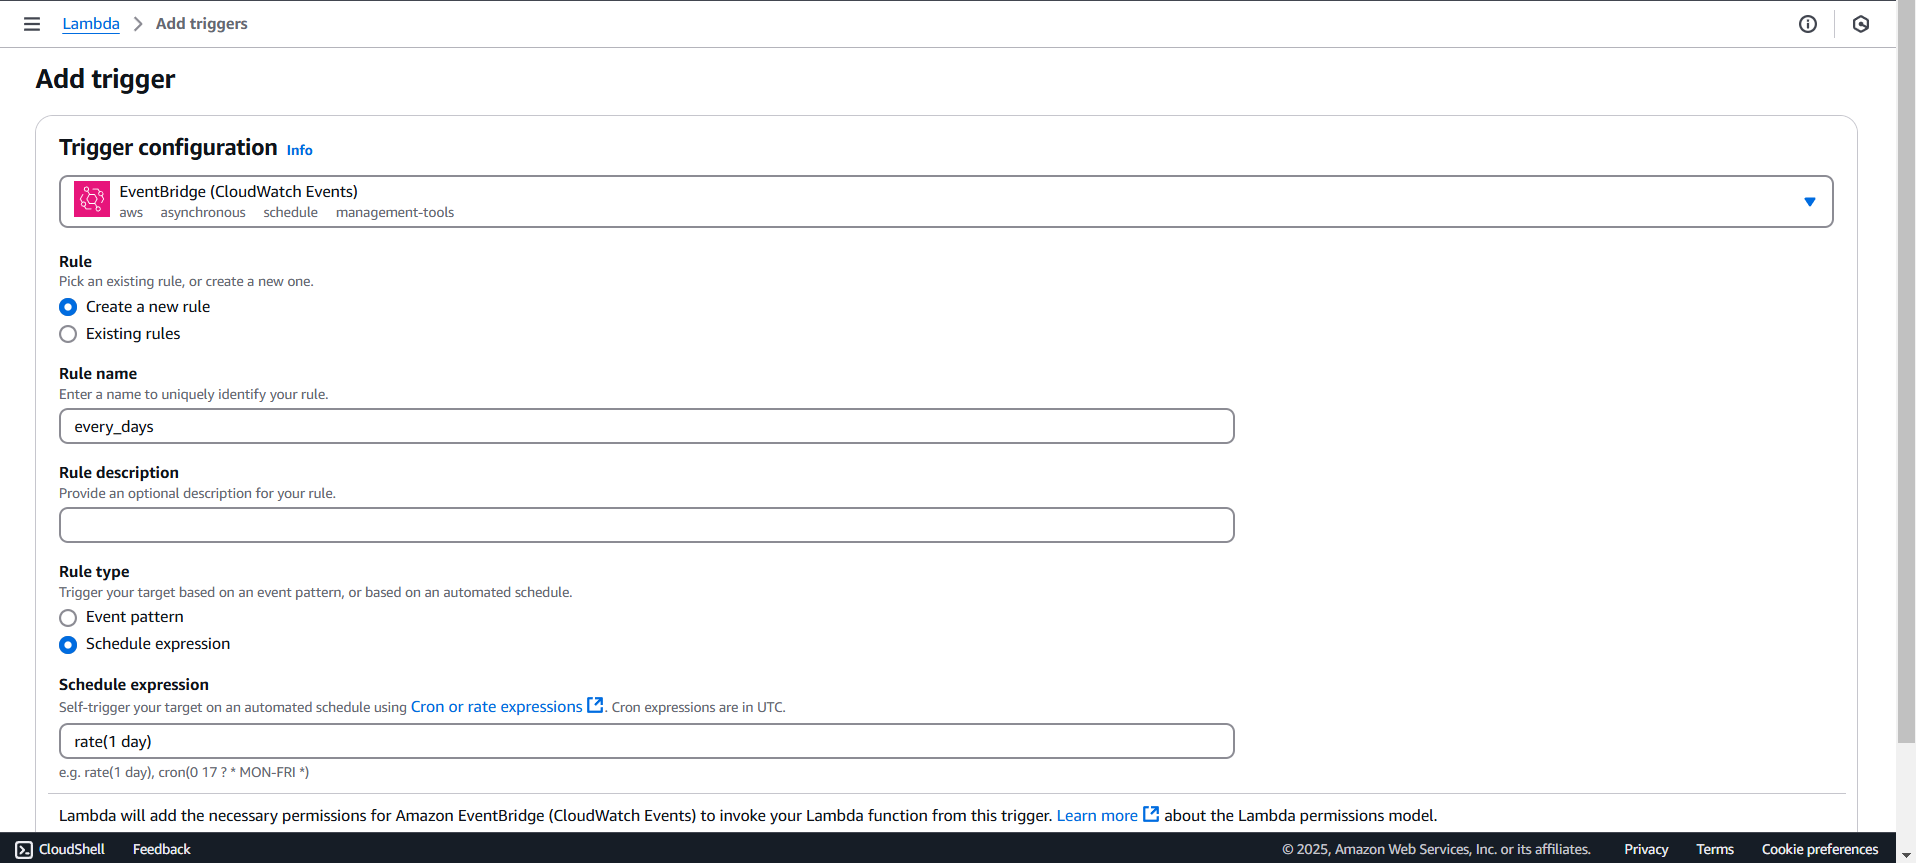 Lambda > Add triggers
Add trigger
Trigger configuration Info
EventBridge (CloudWatch Events)
aws asynchronous schedule management-tools
Rule
Pick an existing rule, or create a new one.
Create a new rule
Existing rules
Rule name
Enter a name to uniquely identify your rule.
every_days
Rule description
Provide an optional description for your rule.
Rule type
Trigger your target based on an event pattern, or based on an automated schedule.
Event pattern
Schedule expression
Schedule expression
Self-trigger your target on an automated schedule using Cron or rate expressions. Cron expressions are in UTC.
rate(1 day)
e.g. rate(1 day), cron(0 17 ? * MON-FRI *)
Lambda will add the necessary permissions for Amazon EventBridge (CloudWatch Events) to invoke your Lambda function from this trigger. Learn more about the Lambda permissions model.
CloudShell Feedback © 2025, Amazon Web Services, Inc. or its affiliates. Privacy Terms Cookie preferences